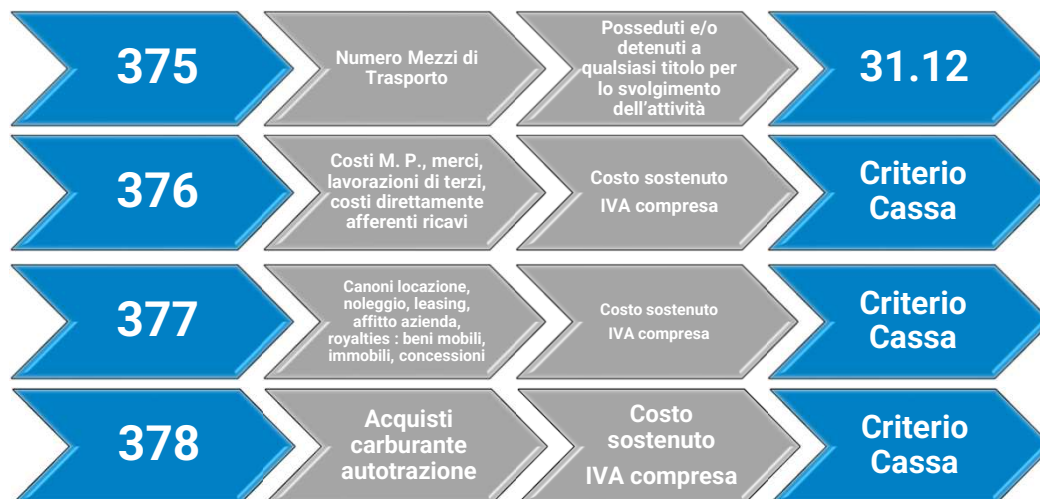 375
Numero Mezzi di
Trasporto
Posseduti e/o
detenuti a
qualsiasi titolo per
lo svolgimento
dell'attività
31.12
376
Costi M. P., merci,
lavorazioni di terzi,
costi direttamente
afferenti ricavi
Costo sostenuto
IVA compresa
Criterio
Cassa
377
Canoni locazione,
noleggio, leasing,
affitto azienda,
royalties : beni mobili,
immobili, concessioni
Costo sostenuto
IVA compresa
Criterio
Cassa
378
Acquisti
carburante
autotrazione
Costo
sostenuto
IVA compresa
Criterio
Cassa